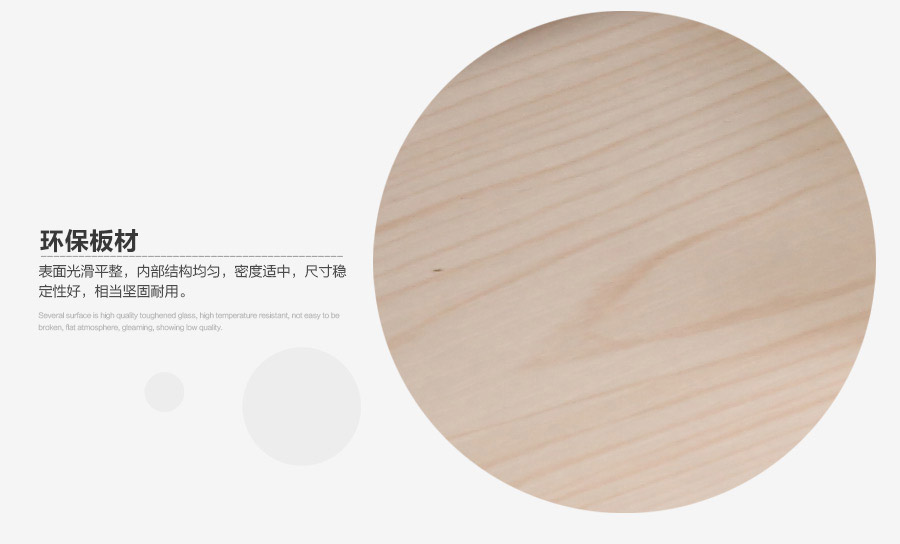 环保板材
表面光滑平整，内部结构均匀，密度适中，尺寸稳
定性好，相当坚固耐用。
Several surface is high quality toughened glass, high temperature resistant, not easy to be
broken, flat atmosphere, gleaming, showing low quality.